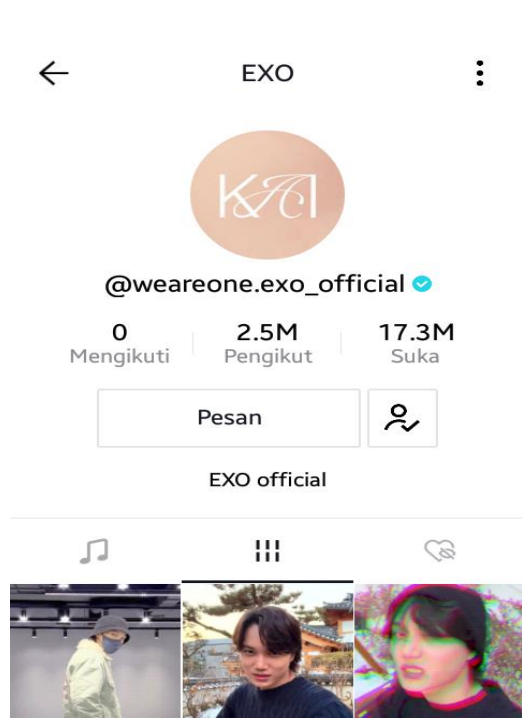 EXO
KAI
@weareone.exo_official
0 2.5M 17.3M
Mengikuti Pengikut Suka
Pesan
EXO official